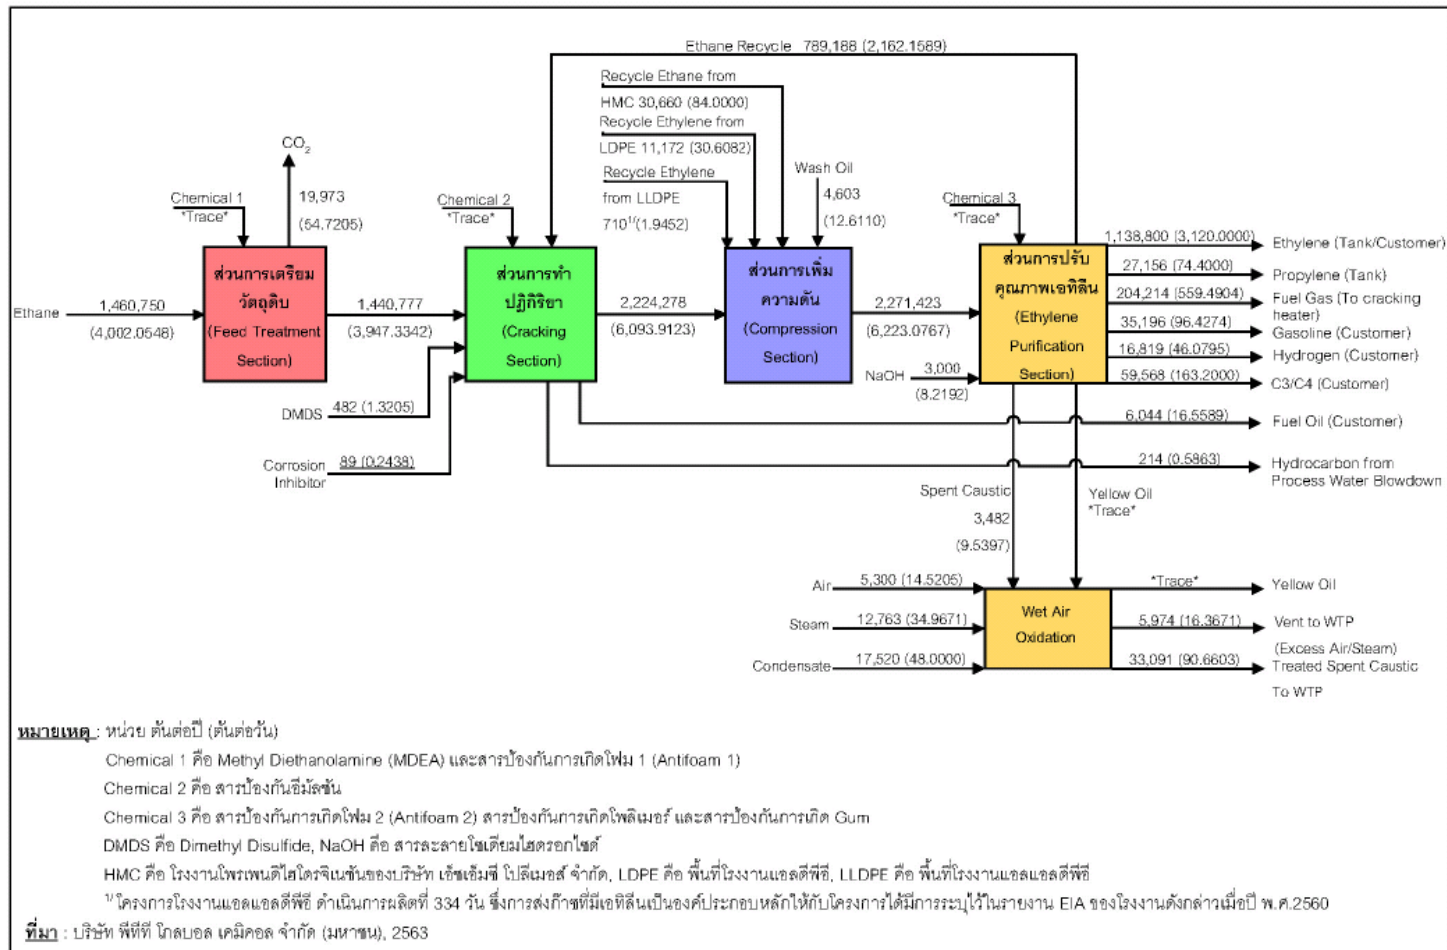 Ethane Recycle 789,188 (2,162.1589)
Recycle Ethane from
HMC 30,660 (84.0000)
Recycle Ethylene from
LDPE 11,172 (30.6082)
Recycle Ethylene
from LLDPE
710¹/(1.9452)
Wash Oil
4,603
(12.6110)
CO₂
19,973
(54.7205)
Chemical 1
*Trace*
Chemical 2
*Trace*
Chemical 3
*Trace*
Ethane
1,460,750
(4,002.0548)
ส่วนการเตรียม
วัตถุดิบ
(Feed Treatment
Section)
1,440,777
(3,947.3342)
ส่วนการทำ
ปฏิกิริยา
(Cracking
Section)
2,224,278
(6,093.9123)
ส่วนการเพิ่ม
ความดัน
(Compression
Section)
2,271,423
(6,223.0767)
ส่วนการปรับ
คุณภาพเอทิลีน
(Ethylene
Purification
Section)
1,138,800 (3,120.0000)
Ethylene (Tank/Customer)
27,156 (74.4000)
Propylene (Tank)
204,214 (559.4904)
Fuel Gas (To cracking
heater)
35,196 (96.4274)
Gasoline (Customer)
16,819 (46.0795)
Hydrogen (Customer)
59,568 (163.2000)
C3/C4 (Customer)
NaOH
3,000
(8.2192)
DMDS
482 (1.3205)
Corrosion
Inhibitor
89 (0.2438)
6,044 (16.5589)
Fuel Oil (Customer)
214 (0.5863)
Hydrocarbon from
Process Water Blowdown
Spent Caustic
3,482
(9.5397)
Yellow Oil
*Trace*
Air
5,300 (14.5205)
Steam
12,763 (34.9671)
Condensate
17,520 (48.0000)
Wet Air
Oxidation
*Trace*
Yellow Oil
5,974 (16.3671)
Vent to WTP
(Excess Air/Steam)
33,091 (90.6603)
Treated Spent Caustic
To WTP
หมายเหตุ : หน่วย ตันต่อปี (ตันต่อวัน)
Chemical 1 คือ Methyl Diethanolamine (MDEA) และสารป้องกันการเกิดโฟม 1 (Antifoam 1)
Chemical 2 คือ สารป้องกันอีมัลชัน
Chemical 3 คือ สารป้องกันการเกิดโฟม 2 (Antifoam 2) สารป้องกันการเกิดโพลิเมอร์ และสารป้องกันการเกิด Gum
DMDS คือ Dimethyl Disulfide, NaOH คือ สารละลายโซเดียมไฮดรอกไซด์
HMC คือ โรงงานโพรเพนดีไฮโดรจีเนชันของบริษัท เอ็ชเอ็มซี โปลีเมอส์ จำกัด, LDPE คือ พื้นที่โรงงานแอลดีพีอี, LLDPE คือ พื้นที่โรงงานแอลแอลดีพีอี
¹/ โครงการโรงงานแอลแอลดีพีอี ดำเนินการผลิตที่ 334 วัน ซึ่งการส่งก๊าซที่มีเอทิลีนเป็นองค์ประกอบหลักให้กับโครงการได้มีการระบุไว้ในรายงาน EIA ของโรงงานดังกล่าวเมื่อปี พ.ศ.2560
ที่มา : บริษัท พีทีที โกลบอล เคมิคอล จำกัด (มหาชน), 2563